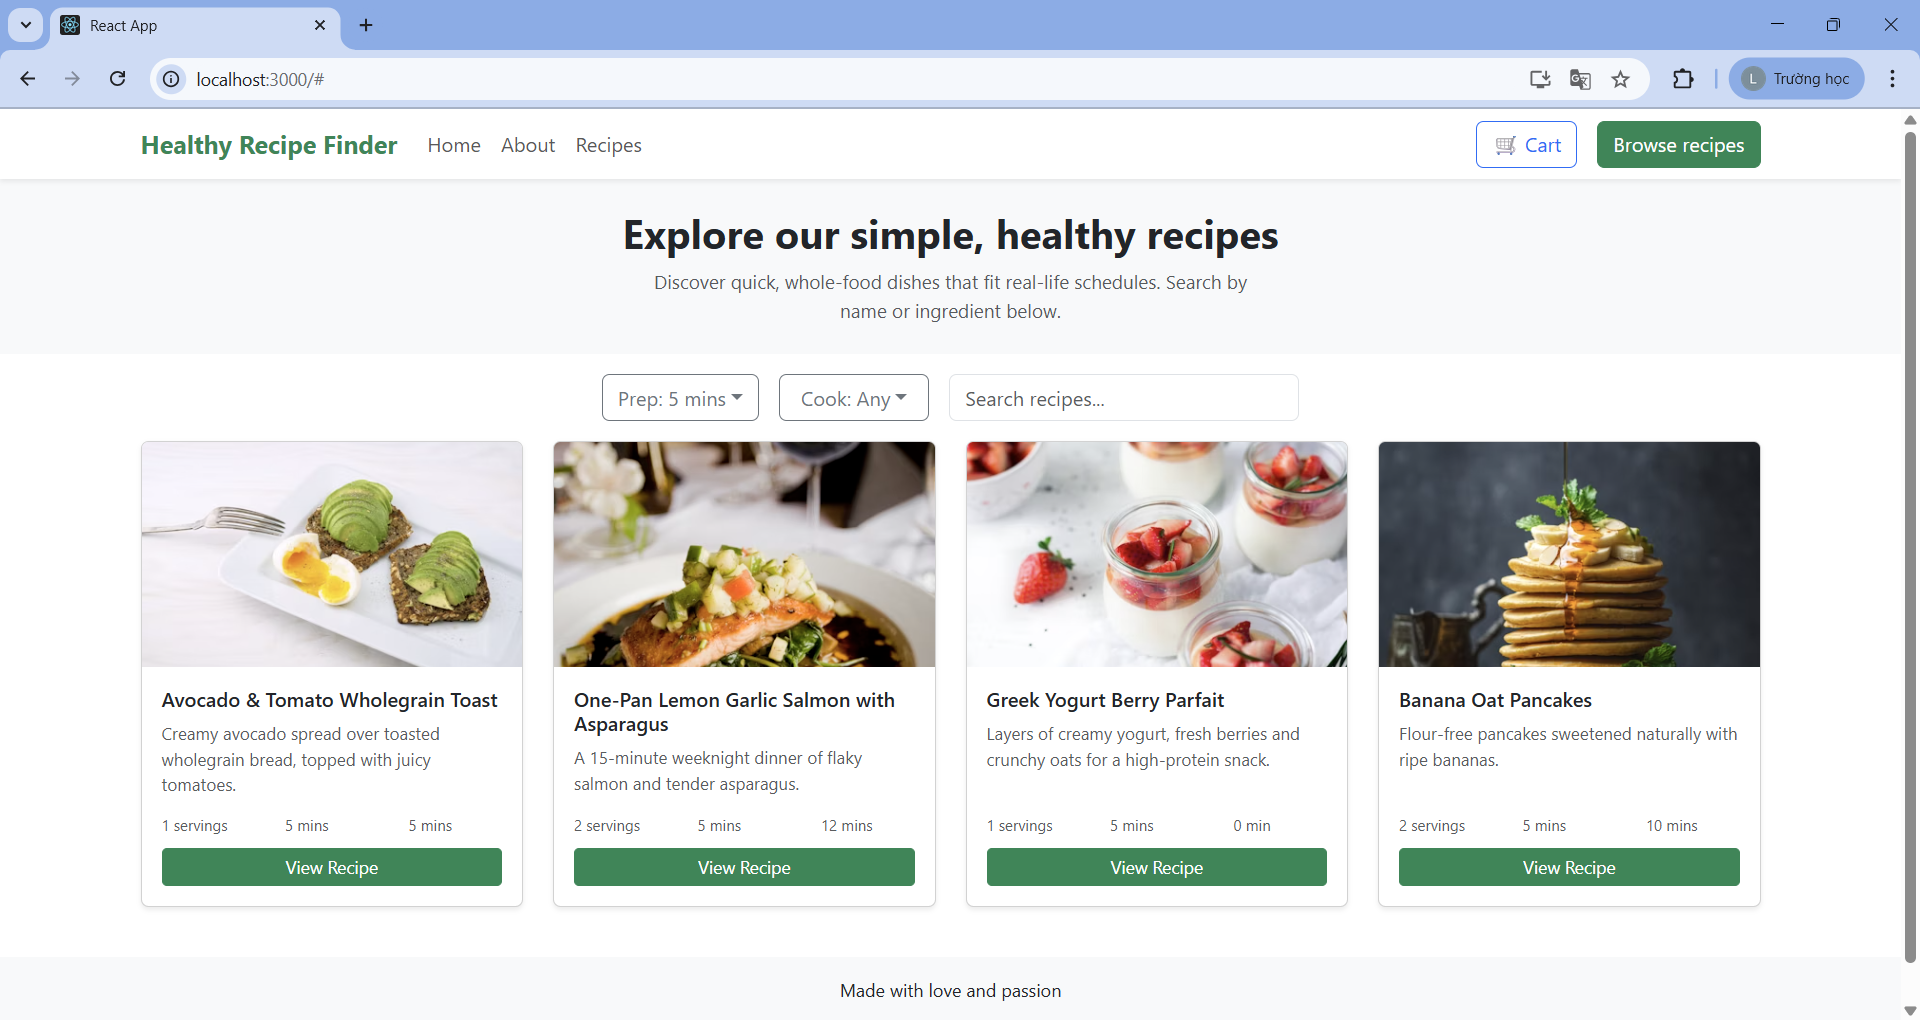 React App
localhost:3000/#
L Trường học
Healthy Recipe Finder Home About Recipes Cart Browse recipes
Explore our simple, healthy recipes
Discover quick, whole-food dishes that fit real-life schedules. Search by
name or ingredient below.
Prep: 5 mins Cook: Any Search recipes...
Avocado & Tomato Wholegrain Toast
Creamy avocado spread over toasted
wholegrain bread, topped with juicy
tomatoes.
1 servings 5 mins 5 mins
View Recipe
One-Pan Lemon Garlic Salmon with
Asparagus
A 15-minute weeknight dinner of flaky
salmon and tender asparagus.
2 servings 5 mins 12 mins
View Recipe
Greek Yogurt Berry Parfait
Layers of creamy yogurt, fresh berries and
crunchy oats for a high-protein snack.
1 servings 5 mins 0 min
View Recipe
Banana Oat Pancakes
Flour-free pancakes sweetened naturally with
ripe bananas.
2 servings 5 mins 10 mins
View Recipe
Made with love and passion